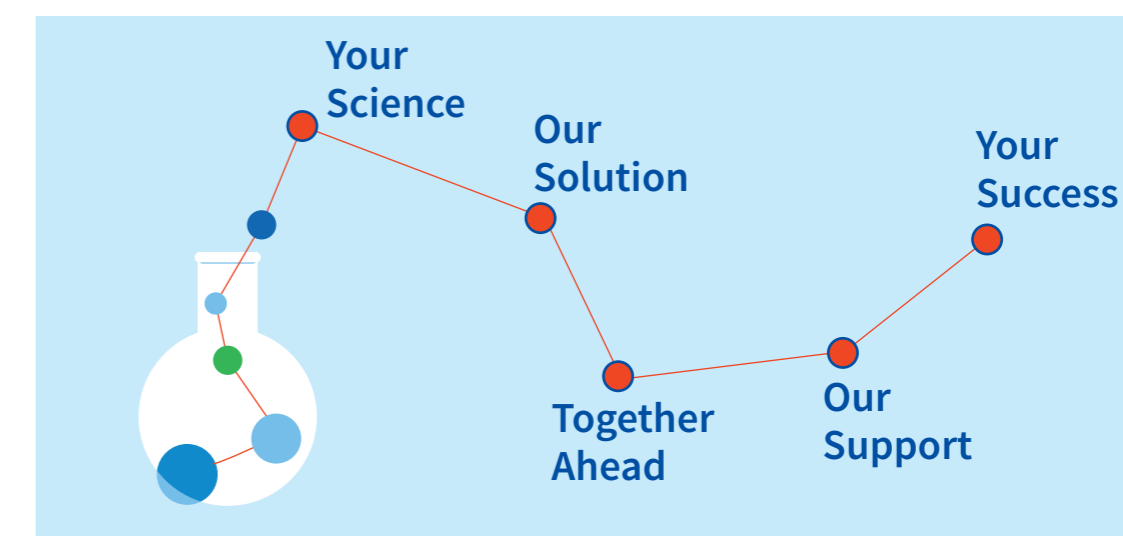 Your
Science
Our
Solution
Together
Ahead
Our
Support
Your
Success